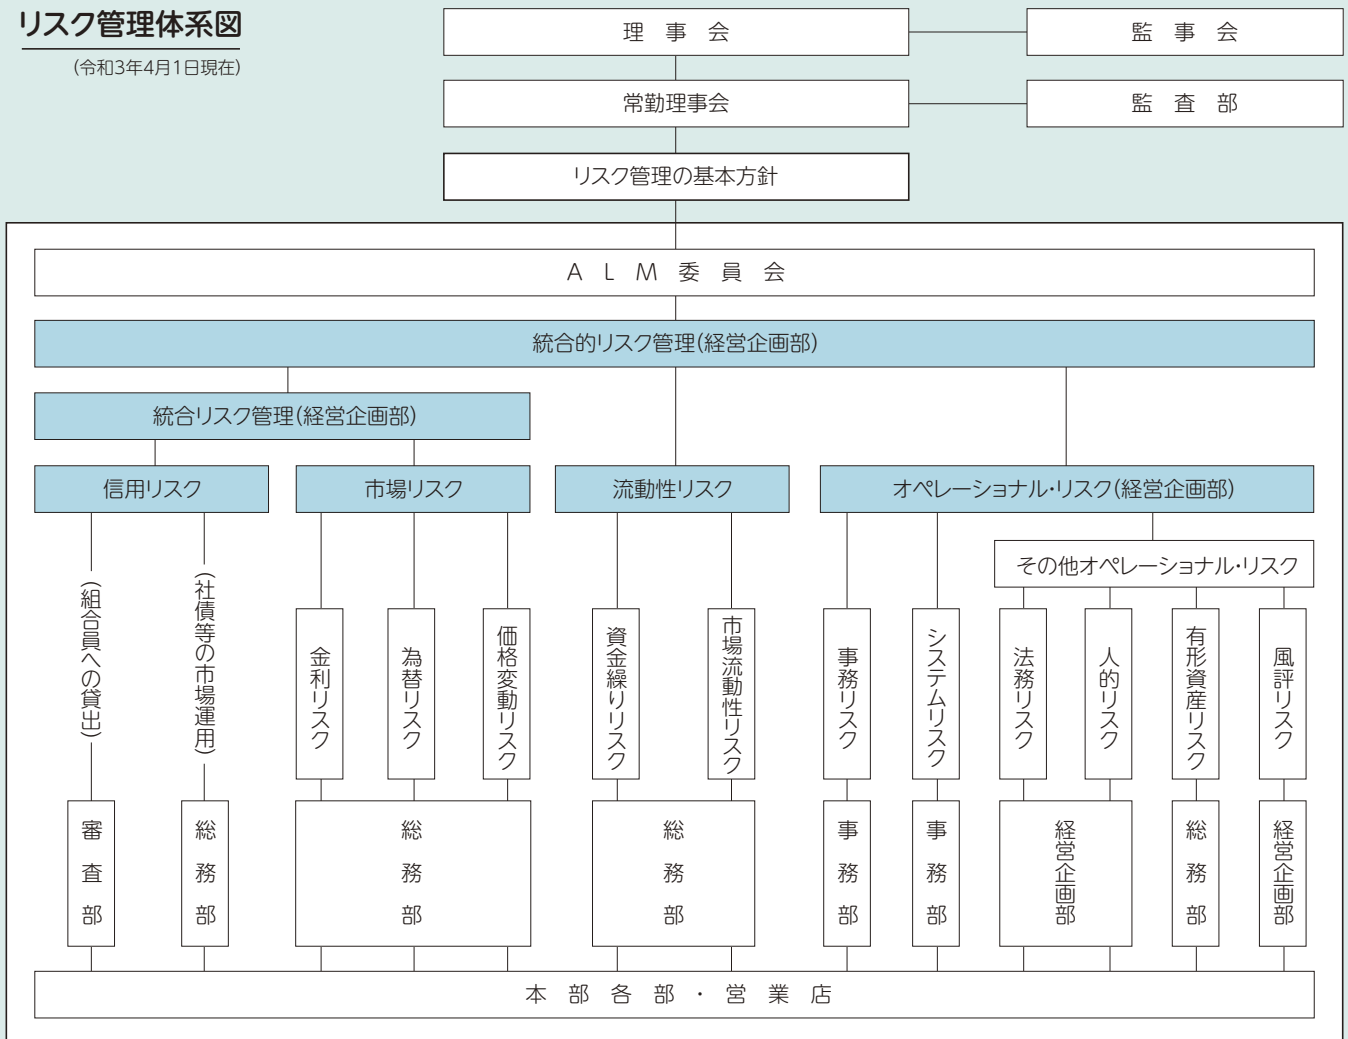 リスク管理体系図
(令和3年4月1日現在)
理事会
監事会
常勤理事会
監査部
リスク管理の基本方針
ALM委員会
統合的リスク管理(経営企画部)
統合リスク管理(経営企画部)
信用リスク
市場リスク
流動性リスク
オペレーショナル・リスク(経営企画部)
その他オペレーショナル・リスク
(組合員への貸出)
(社債等の市場運用)
金利リスク
為替リスク
価格変動リスク
資金繰りリスク
市場流動性リスク
事務リスク
システムリスク
法務リスク
人的リスク
有形資産リスク
風評リスク
審査部
総務部
総務部
総務部
事務部
事務部
経営企画部
総務部
経営企画部
本部各部・営業店